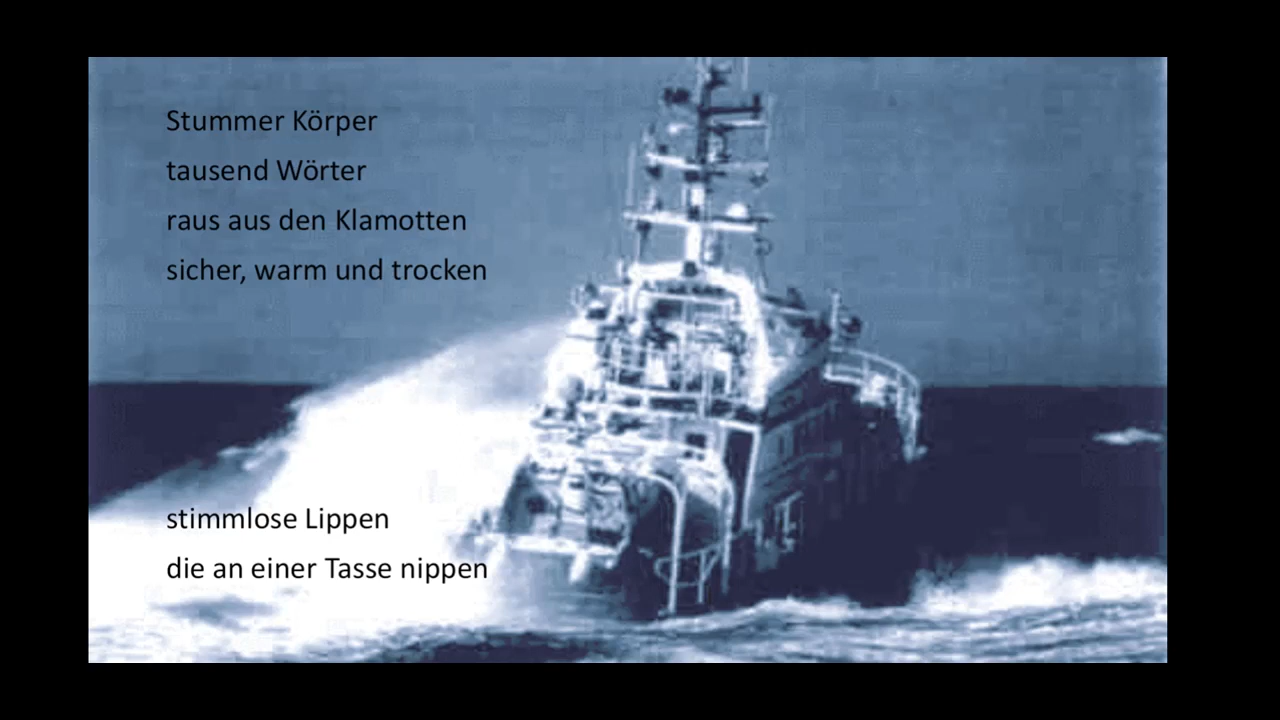 Stummer Körper
tausend Wörter
raus aus den Klamotten
sicher, warm und trocken
stimmlose Lippen
die an einer Tasse nippen